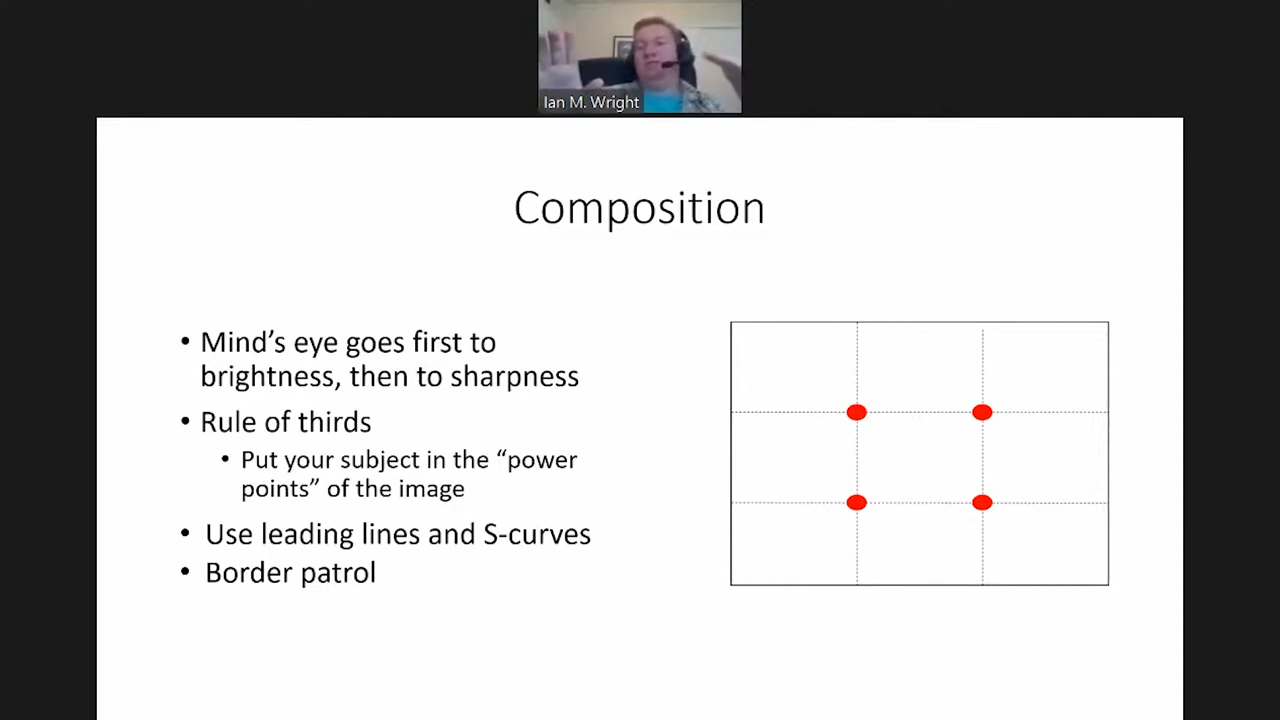 Ian M. Wright
Composition
• Mind’s eye goes first to
brightness, then to sharpness
• Rule of thirds
• Put your subject in the “power
points” of the image
• Use leading lines and S-curves
• Border patrol